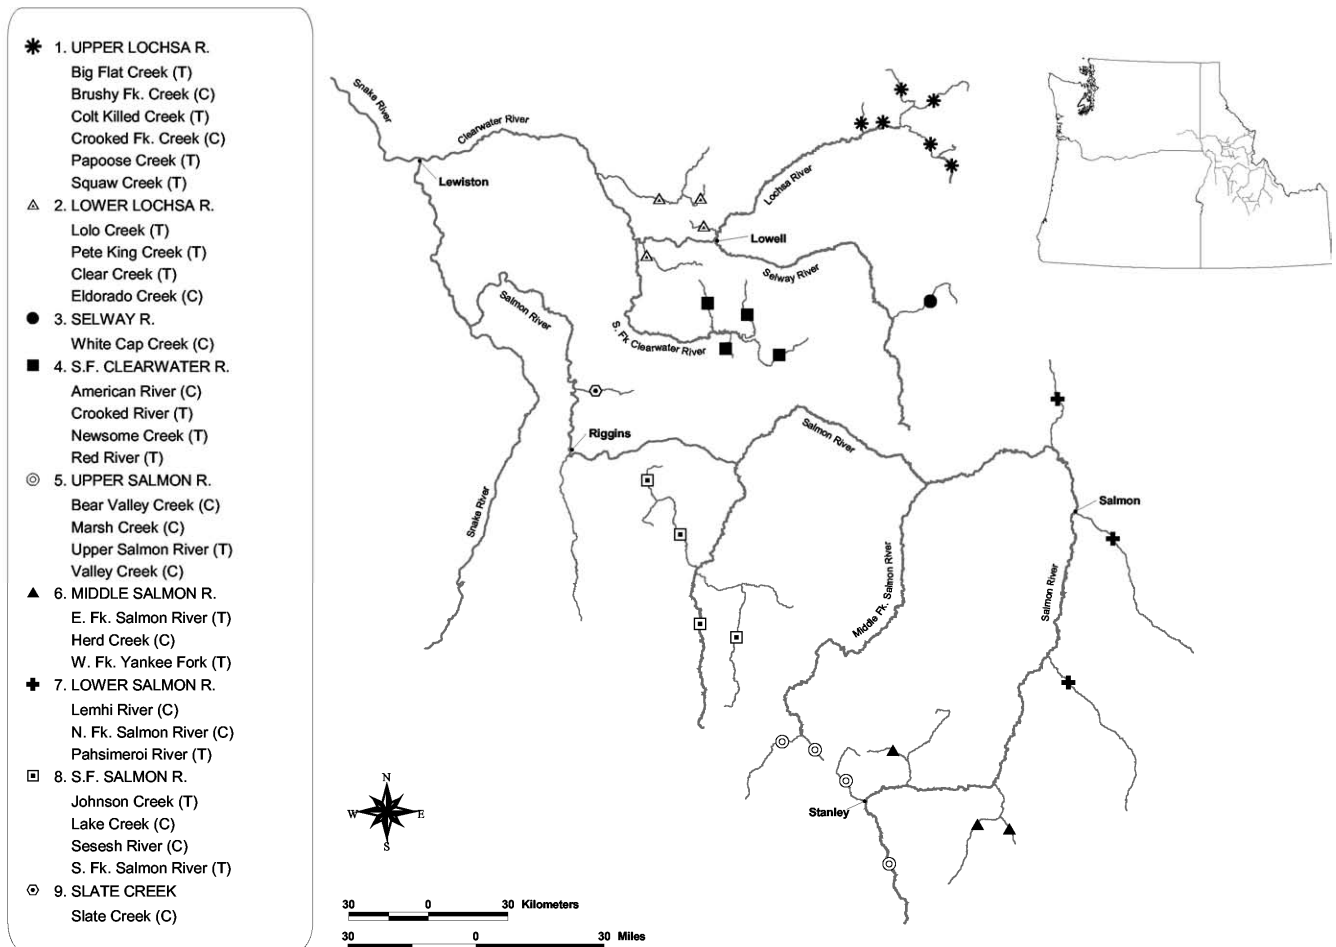 1. UPPER LOCHSA R.
Big Flat Creek (T)
Brushy Fk. Creek (C)
Colt Killed Creek (T)
Crooked Fk. Creek (C)
Papoose Creek (T)
Squaw Creek (T)
2. LOWER LOCHSA R.
Lolo Creek (T)
Pete King Creek (T)
Clear Creek (T)
Eldorado Creek (C)
3. SELWAY R.
White Cap Creek (C)
4. S.F. CLEARWATER R.
American River (C)
Crooked River (T)
Newsome Creek (T)
Red River (T)
5. UPPER SALMON R.
Bear Valley Creek (C)
Marsh Creek (C)
Upper Salmon River (T)
Valley Creek (C)
6. MIDDLE SALMON R.
E. Fk. Salmon River (T)
Herd Creek (C)
W. Fk. Yankee Fork (T)
7. LOWER SALMON R.
Lemhi River (C)
N. Fk. Salmon River (C)
Pahsimeroi River (T)
8. S.F. SALMON R.
Johnson Creek (T)
Lake Creek (C)
Sesesh River (C)
S. Fk. Salmon River (T)
9. SLATE CREEK
Slate Creek (C)
Snake River
Clearwater River
Lewiston
Lochsa River
Lowell
Selway River
Salmon River
S. Fk Clearwater River
Riggins
Salmon River
Snake River
Salmon
Middle Fk. Salmon River
Salmon River
Stanley
N
W
E
S
30 0 30 Kilometers
30 0 30 Miles